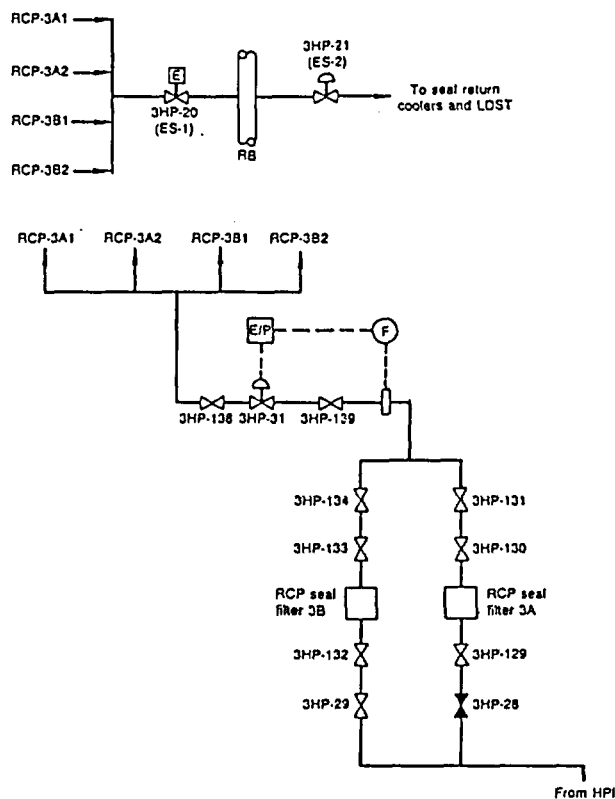 RCP-3A1
3HP-21
(ES-2)
RCP-3A2
E
To seal return
coolers and LDST
3HP-20
(ES-1)
RCP-3B1
RB
RCP-3B2
RCP-3A1 RCP-3A2 RCP-3B1 RCP-3B2
E/P F
3HP-138 3HP-31 3HP-139
3HP-134 3HP-131
3HP-133 3HP-130
RCP seal
filter 3B
RCP seal
filter 3A
3HP-132 3HP-129
3HP-29 3HP-28
From HPI